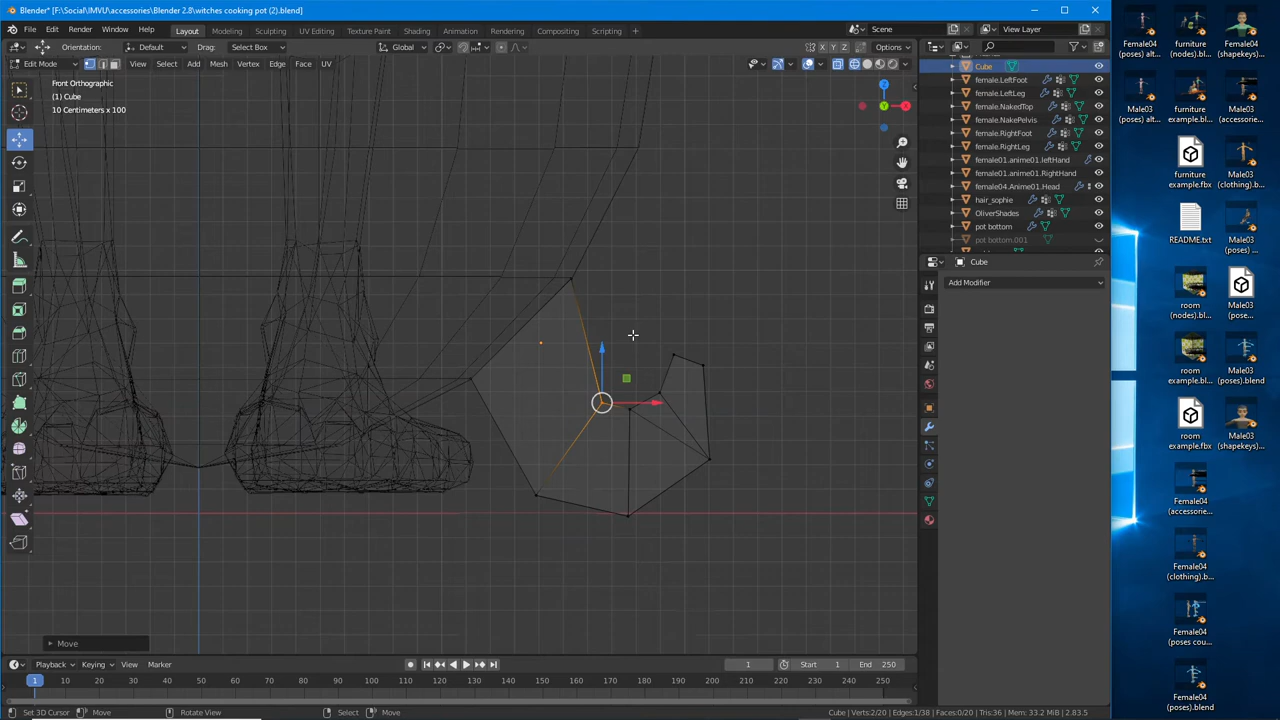 Blender* [F:\Social\IMVU\accessories\Blender 2.8\witches cooking pot (2).blend]
File Edit Render Window Help Layout Modeling Sculpting UV Editing Texture Paint Shading Animation Rendering Compositing Scripting + Scene View Layer
Orientation: Default Drag: Select Box Global X Y Z Options
Edit Mode View Select Add Mesh Vertex Edge Face UV
Front Orthographic
(1) Cube
10 Centimeters x 100
Cube
female.LeftFoot
female.LeftLeg
female.NakedTop
female.NakePelvis
female.RightFoot
female.RightLeg
female01.anime01.leftHand
female01.anime01.RightHand
female04.Anime01.Head
hair_sophie
OliverShades
pot bottom
pot bottom.001
Cube
Add Modifier
Move
Playback Keying View Marker 1 Start 1 End 250
1 10 20 30 40 50 60 70 80 90 100 110 120 130 140 150 160 170 180 190 200 210 220 230 240 250
Set 3D Cursor Move Rotate View Select Move Cube | Verts:2/20 | Edges:1/38 | Faces:0/20 | Tris:36 | Mem: 33.2 MiB | 2.83.5
Female04
(poses) alt...
furniture
(nodes).bl...
Female04
(shapekeys)...
Male03
(poses) alt...
furniture
example.bl...
Male03
(accessorie...
furniture
example.fbx
Male03
(clothing).b...
README.txt
Male03
(poses) ...
room
(nodes).ble...
Male03
(pose...
room
example.bl...
Male03
(poses).blend
room
example.fbx
Male03
(shapekeys)...
Female04
(accessorie...
Female04
(clothing).b...
Female04
(poses cou...
Female04
(poses).blend